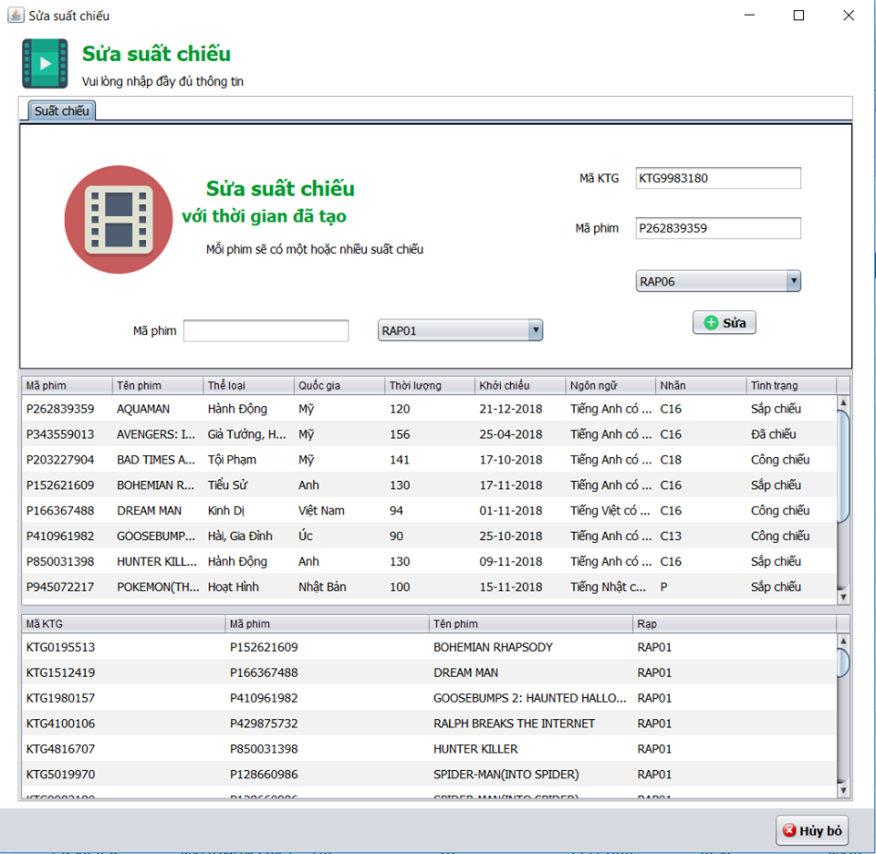 Sửa suất chiếu
Sửa suất chiếu
Vui lòng nhập đầy đủ thông tin
Suất chiếu
Sửa suất chiếu
với thời gian đã tạo
Mỗi phim sẽ có một hoặc nhiều suất chiếu
Mã KTG KTG9983180
Mã phim P262839359
RAP06
Sửa
Mã phim RAP01
Mã phim Tên phim Thể loại Quốc gia Thời lượng Khởi chiếu Ngôn ngữ Nhãn Tình trạng
P262839359 AQUAMAN Hành Động Mỹ 120 21-12-2018 Tiếng Anh có ... C16 Sắp chiếu
P343559013 AVENGERS: I... Giả Tưởng, H... Mỹ 156 25-04-2018 Tiếng Anh có ... C16 Đã chiếu
P203227904 BAD TIMES A... Tội Phạm Mỹ 141 17-10-2018 Tiếng Anh có ... C18 Công chiếu
P152621609 BOHEMIAN R... Tiểu Sử Anh 130 17-11-2018 Tiếng Anh có ... C16 Sắp chiếu
P166367488 DREAM MAN Kinh Dị Việt Nam 94 01-11-2018 Tiếng Việt có ... C16 Công chiếu
P410961982 GOOSEBUMP... Hài, Gia Đình Úc 90 25-10-2018 Tiếng Anh có ... C13 Công chiếu
P850031398 HUNTER KILL... Hành Động Anh 130 09-11-2018 Tiếng Anh có ... C16 Sắp chiếu
P945072217 POKEMON(TH... Hoạt Hình Nhật Bản 100 15-11-2018 Tiếng Nhật c... P Sắp chiếu
Mã KTG Mã phim Tên phim Rạp
KTG0195513 P152621609 BOHEMIAN RHAPSODY RAP01
KTG1512419 P166367488 DREAM MAN RAP01
KTG1980157 P410961982 GOOSEBUMPS 2: HAUNTED HALLO... RAP01
KTG4100106 P429875732 RALPH BREAKS THE INTERNET RAP01
KTG4816707 P850031398 HUNTER KILLER RAP01
KTG5019970 P128660986 SPIDER-MAN(INTO SPIDER) RAP01
Hủy bỏ